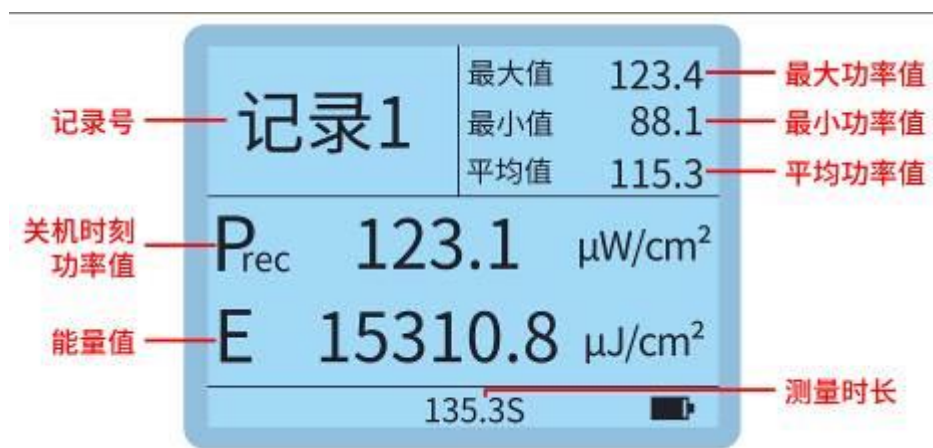 记录号
记录1
最大值 123.4
最小值 88.1
平均值 115.3
最大功率值
最小功率值
平均功率值
关机时刻
功率值
Prec 123.1 μW/cm²
能量值
E 15310.8 μJ/cm²
135.3S
测量时长